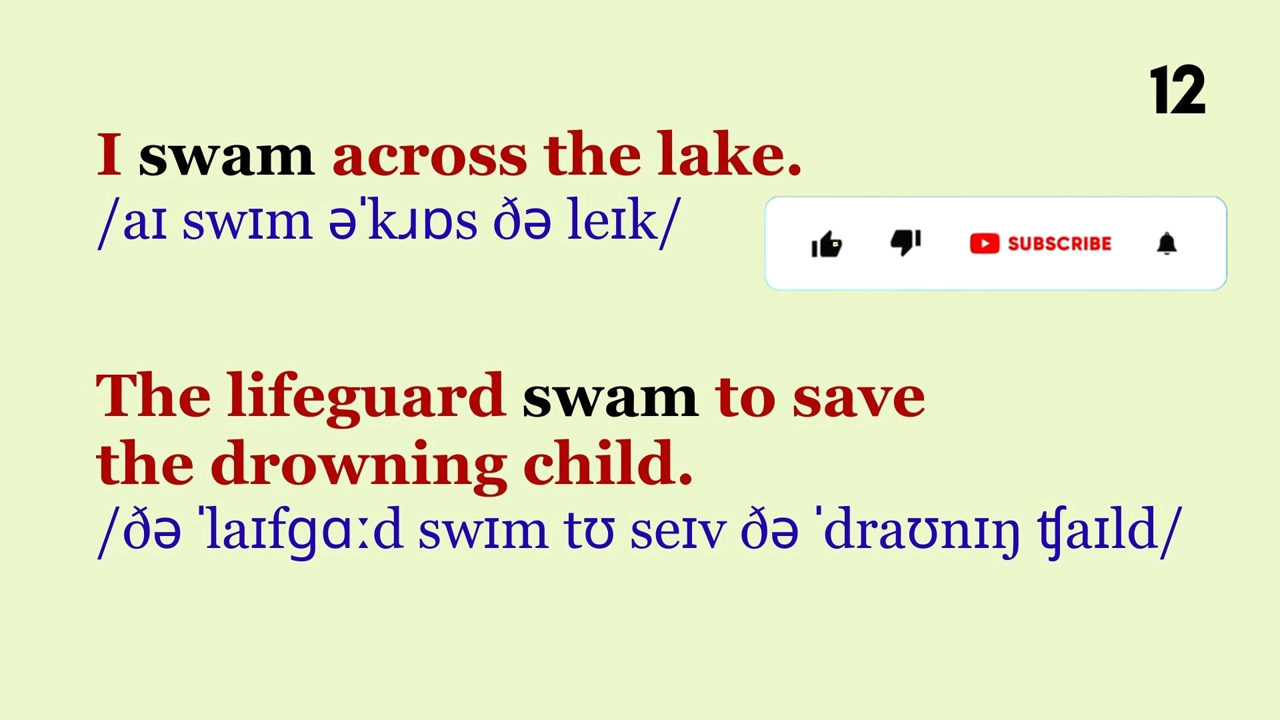 12
I swam across the lake.
/aɪ swɪm əˈkɹɒs ðə leɪk/
SUBSCRIBE
The lifeguard swam to save
the drowning child.
/ðə ˈlaɪfɡɑːd swɪm tʊ seɪv ðə ˈdraʊnɪŋ ʧaɪld/